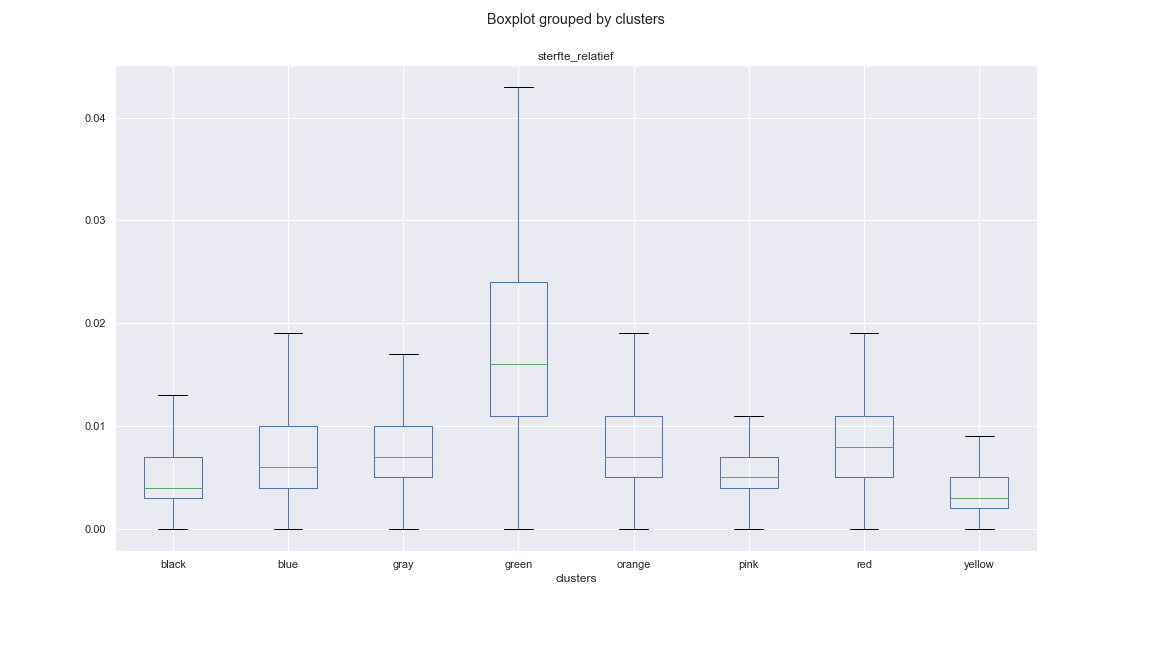 Boxplot grouped by clusters
sterfte_relatief
0.04
0.03
0.02
0.01
0.00
black blue gray green orange pink red yellow
clusters